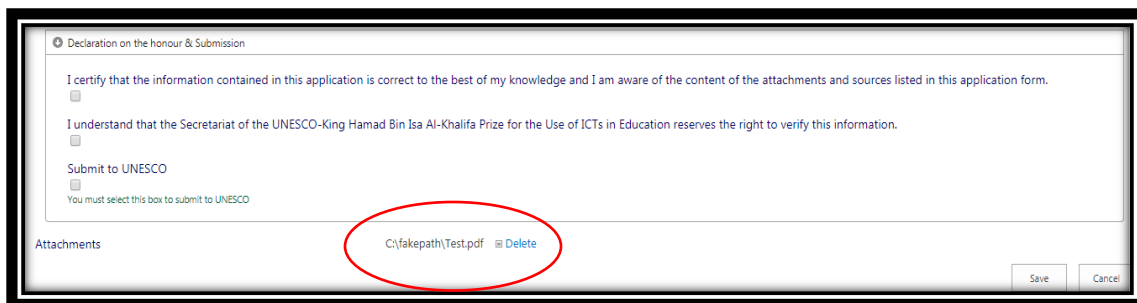 Declaration on the honour & Submission
I certify that the information contained in this application is correct to the best of my knowledge and I am aware of the content of the attachments and sources listed in this application form.
I understand that the Secretariat of the UNESCO-King Hamad Bin Isa Al-Khalifa Prize for the Use of ICTs in Education reserves the right to verify this information.
Submit to UNESCO
You must select this box to submit to UNESCO
Attachments C:\fakepath\Test.pdf Delete
Save Cancel